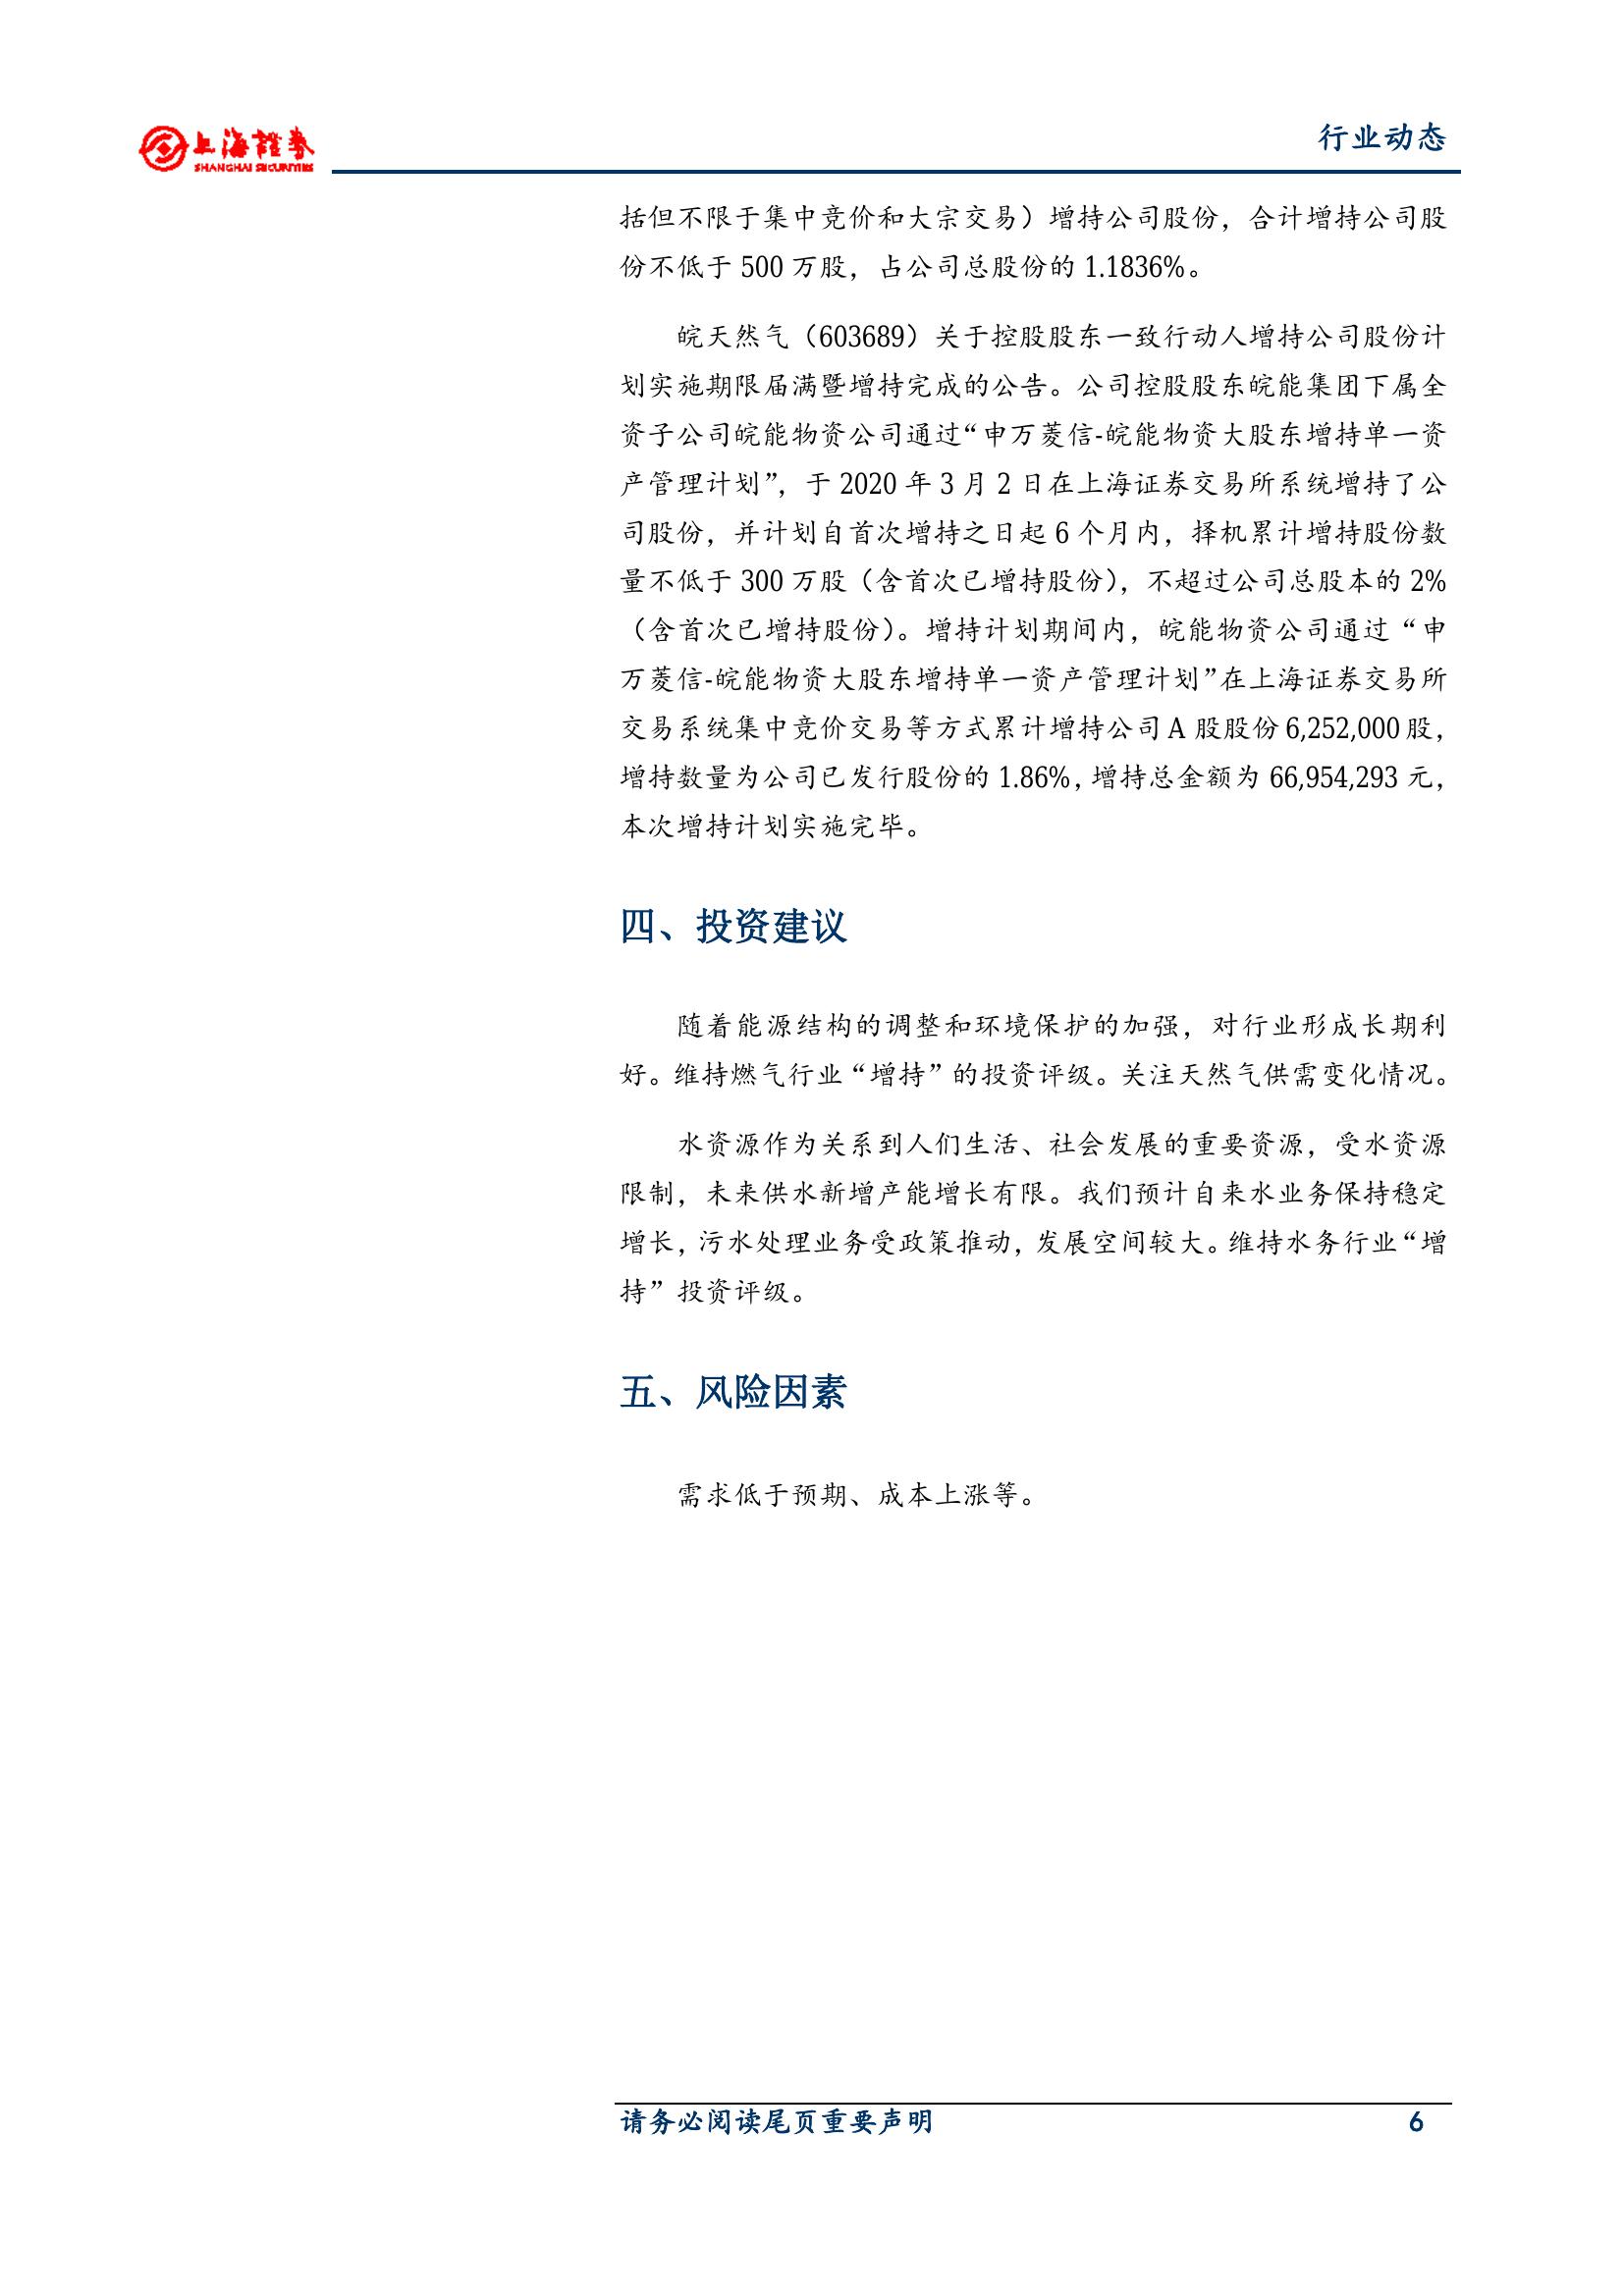 上海證券
SHANGHAI SECURITIES
行业动态
括但不限于集中竞价和大宗交易）增持公司股份，合计增持公司股
份不低于 500 万股，占公司总股份的 1.1836%。
皖天然气（603689）关于控股股东一致行动人增持公司股份计
划实施期限届满暨增持完成的公告。公司控股股东皖能集团下属全
资子公司皖能物资公司通过“申万菱信-皖能物资大股东增持单一资
产管理计划”，于 2020 年 3 月 2 日在上海证券交易所系统增持了公
司股份，并计划自首次增持之日起 6 个月内，择机累计增持股份数
量不低于 300 万股（含首次已增持股份），不超过公司总股本的 2%
（含首次已增持股份）。增持计划期间内，皖能物资公司通过“申
万菱信-皖能物资大股东增持单一资产管理计划”在上海证券交易所
交易系统集中竞价交易等方式累计增持公司 A 股股份 6,252,000 股，
增持数量为公司已发行股份的 1.86%，增持总金额为 66,954,293 元，
本次增持计划实施完毕。
四、投资建议
随着能源结构的调整和环境保护的加强，对行业形成长期利
好。维持燃气行业“增持”的投资评级。关注天然气供需变化情况。
水资源作为关系到人们生活、社会发展的重要资源，受水资源
限制，未来供水新增产能增长有限。我们预计自来水业务保持稳定
增长，污水处理业务受政策推动，发展空间较大。维持水务行业“增
持”投资评级。
五、风险因素
需求低于预期、成本上涨等。
请务必阅读尾页重要声明 6